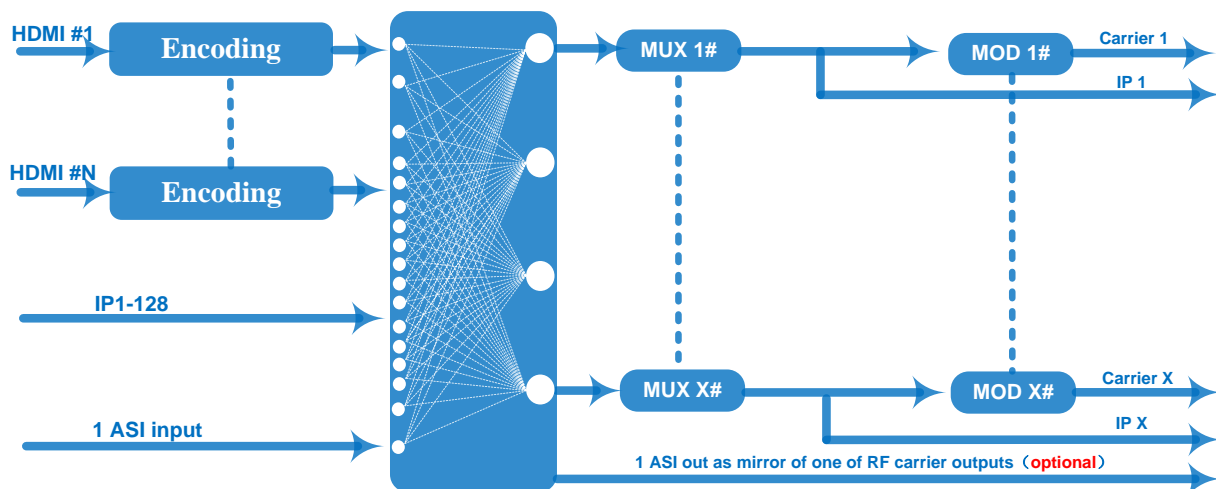 HDMI #1
Encoding
MUX 1#
MOD 1#
Carrier 1
IP 1
HDMI #N
Encoding
IP1-128
MUX X#
MOD X#
Carrier X
IP X
1 ASI input
1 ASI out as mirror of one of RF carrier outputs（optional）